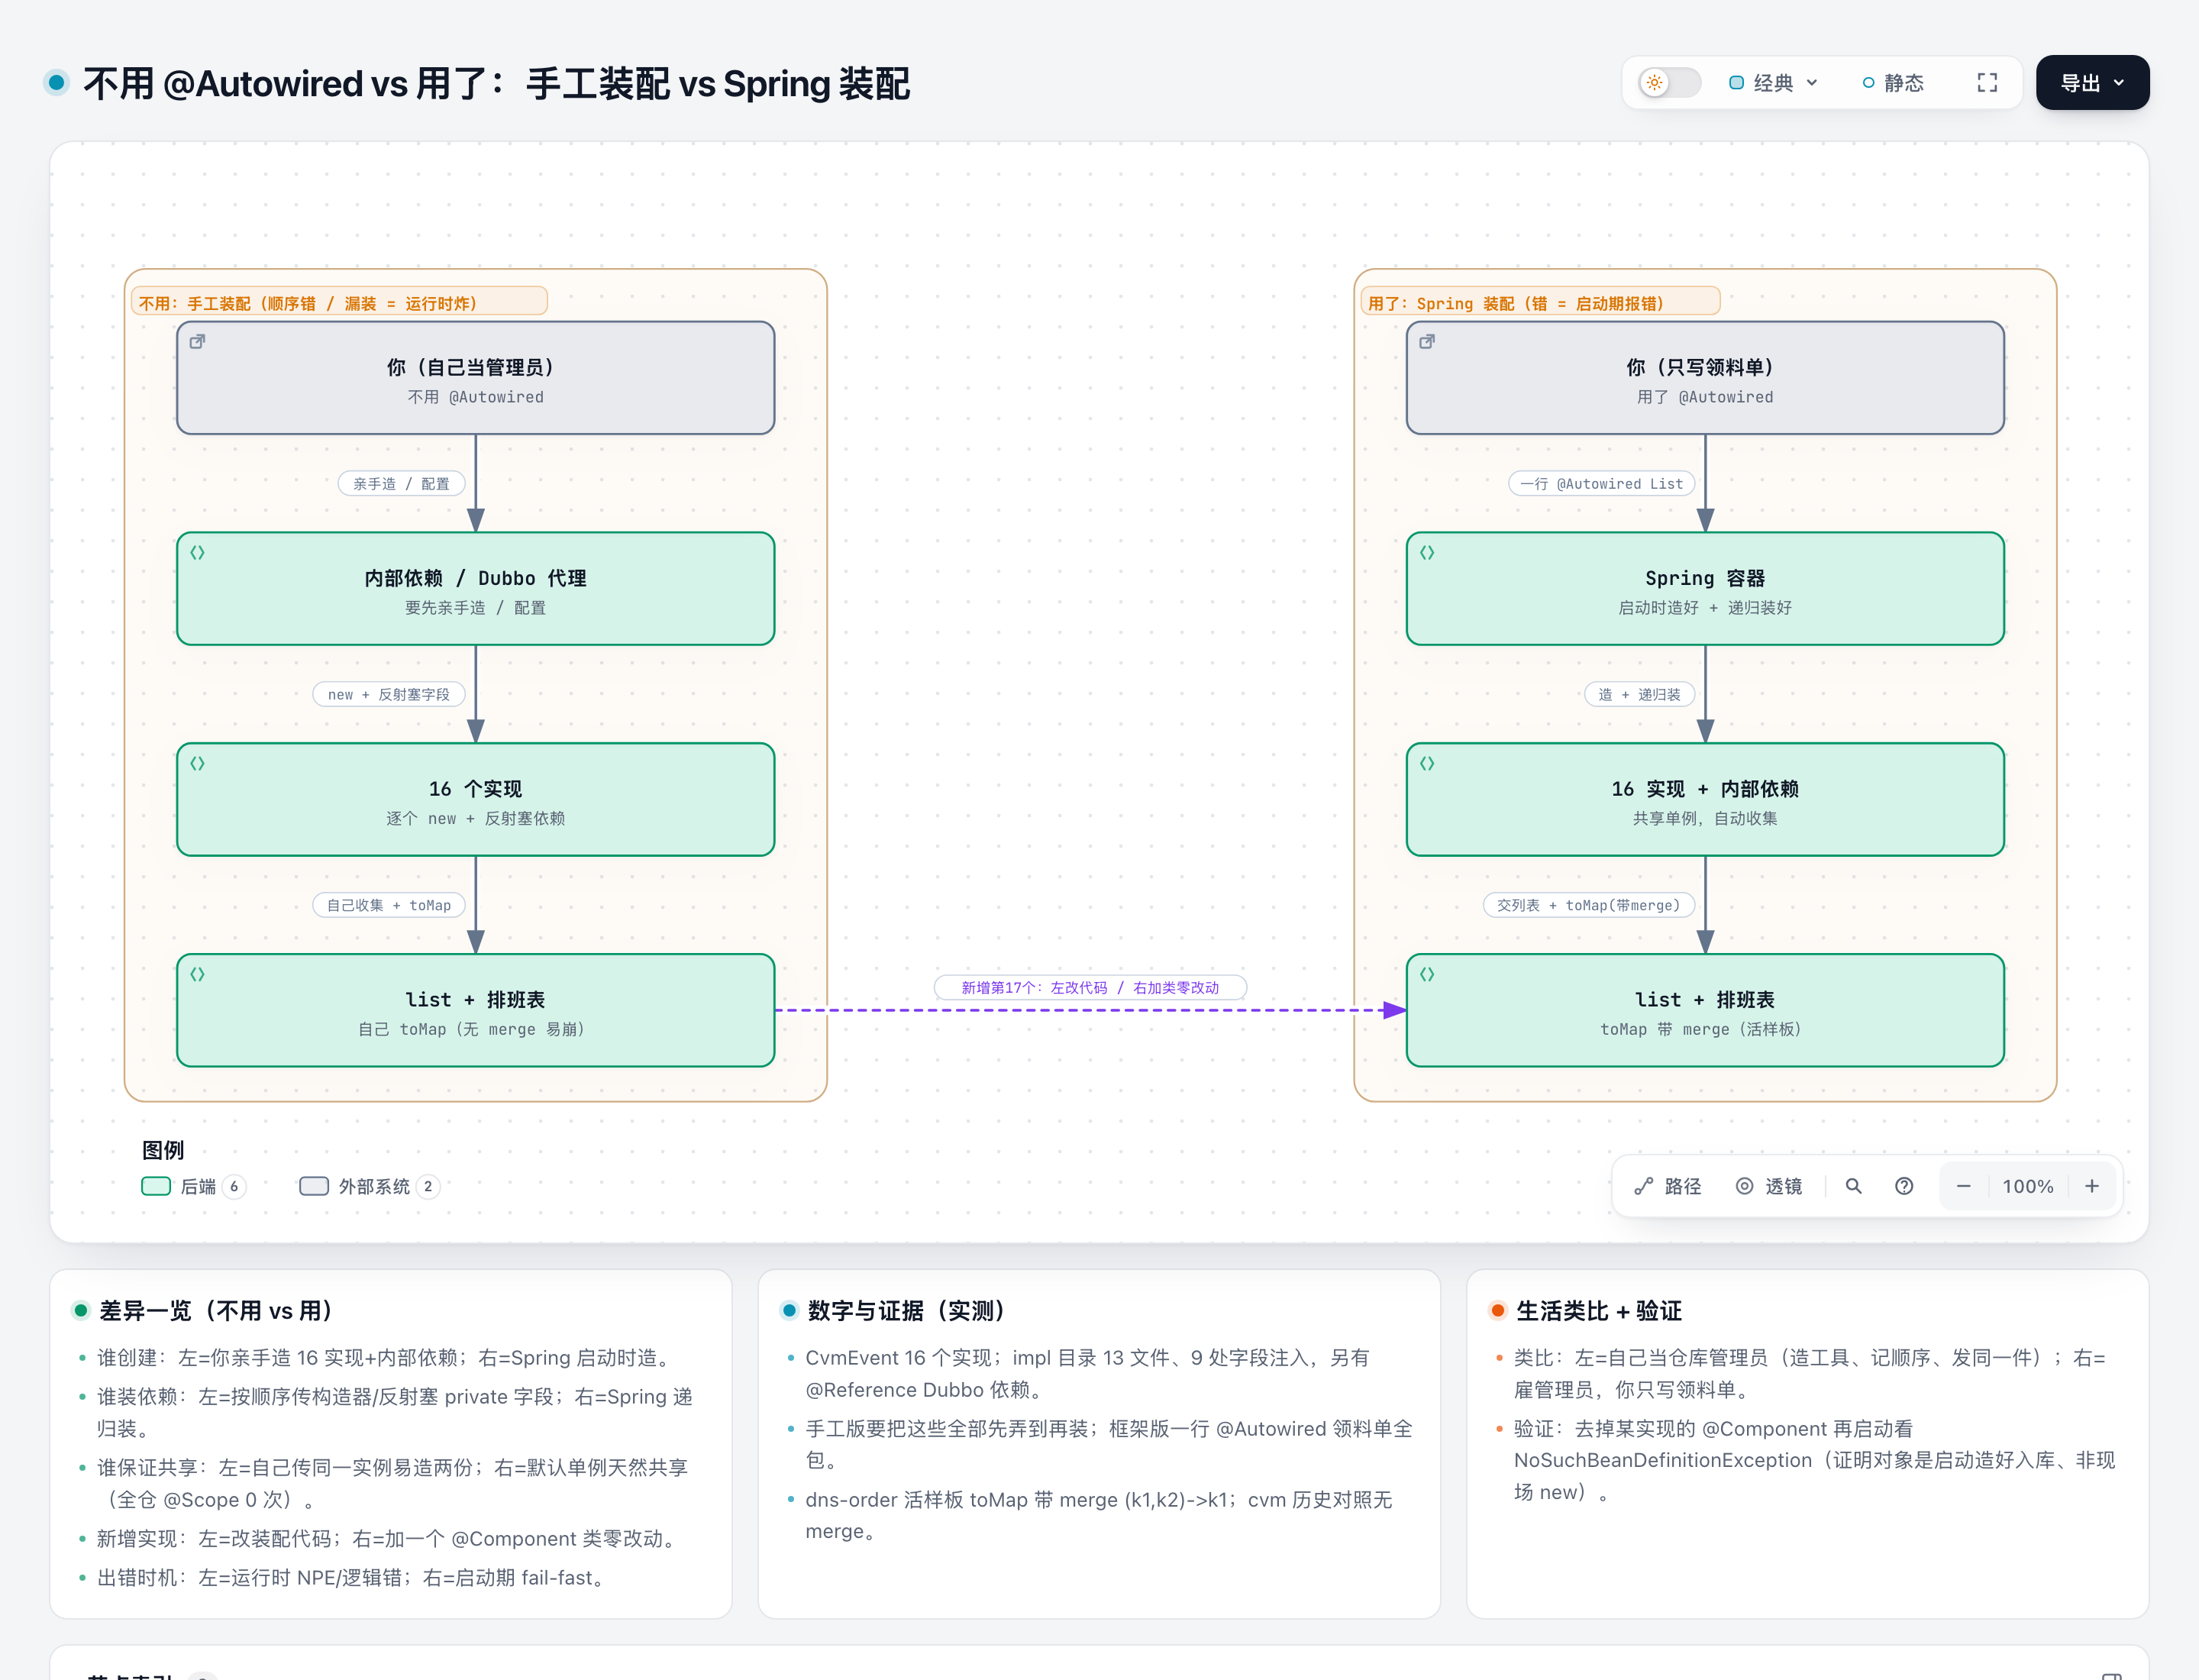 不用 @Autowired vs 用了：手工装配 vs Spring 装配
经典
静态
导出
不用：手工装配（顺序错 / 漏装 = 运行时炸）
你（自己当管理员）
不用 @Autowired
亲手造 / 配置
内部依赖 / Dubbo 代理
要先亲手造 / 配置
new + 反射塞字段
16 个实现
逐个 new + 反射塞依赖
自己收集 + toMap
list + 排班表
自己 toMap（无 merge 易崩）
新增第17个：左改代码 / 右加类零改动
用了：Spring 装配（错 = 启动期报错）
你（只写领料单）
用了 @Autowired
一行 @Autowired List
Spring 容器
启动时造好 + 递归装好
造 + 递归装
16 实现 + 内部依赖
共享单例，自动收集
交列表 + toMap(带merge)
list + 排班表
toMap 带 merge（活样板）
图例
后端 6
外部系统 2
路径
透镜
100%
差异一览（不用 vs 用）
谁创建：左=你亲手造 16 实现+内部依赖；右=Spring 启动时造。
谁装依赖：左=按顺序传构造器/反射塞 private 字段；右=Spring 递
归装。
谁保证共享：左=自己传同一实例易造两份；右=默认单例天然共享
（全仓 @Scope 0 次）。
新增实现：左=改装配代码；右=加一个 @Component 类零改动。
出错时机：左=运行时 NPE/逻辑错；右=启动期 fail-fast。
数字与证据（实测）
CvmEvent 16 个实现；impl 目录 13 文件、9 处字段注入，另有
@Reference Dubbo 依赖。
手工版要把这些全部先弄到再装；框架版一行 @Autowired 领料单全
包。
dns-order 活样板 toMap 带 merge (k1,k2)->k1；cvm 历史对照无
merge。
生活类比 + 验证
类比：左=自己当仓库管理员（造工具、记顺序、发同一件）；右=
雇管理员，你只写领料单。
验证：去掉某实现的 @Component 再启动看
NoSuchBeanDefinitionException（证明对象是启动造好入库、非现
场 new）。